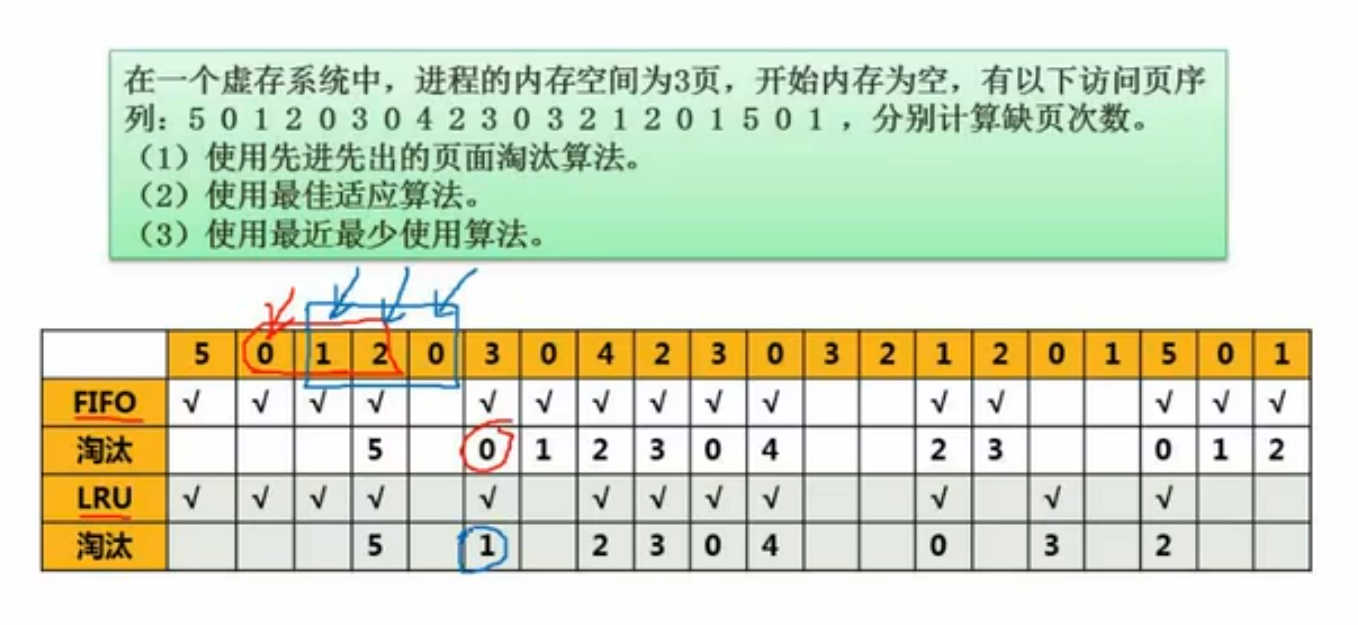 在一个虚存系统中，进程的内存空间为3页，开始内存为空，有以下访问页序
列：5 0 1 2 0 3 0 4 2 3 0 3 2 1 2 0 1 5 0 1 ，分别计算缺页次数。
（1）使用先进先出的页面淘汰算法。
（2）使用最佳适应算法。
（3）使用最近最少使用算法。
5 0 1 2 0 3 0 4 2 3 0 3 2 1 2 0 1 5 0 1
FIFO √ √ √ √ √ √ √ √ √ √ √ √ √ √ √
淘汰 5 0 1 2 3 0 4 2 3 0 1 2
LRU √ √ √ √ √ √ √ √ √ √ √ √
淘汰 5 1 2 3 0 4 0 3 2